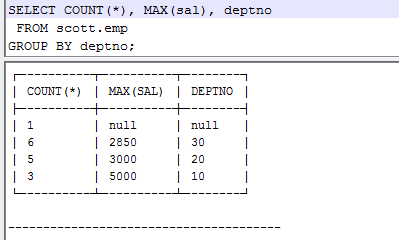 SELECT COUNT(*), MAX(sal), deptno
FROM scott.emp
GROUP BY deptno;
COUNT(*) MAX(SAL) DEPTNO
1 null null
6 2850 30
5 3000 20
3 5000 10
---------------------------------------